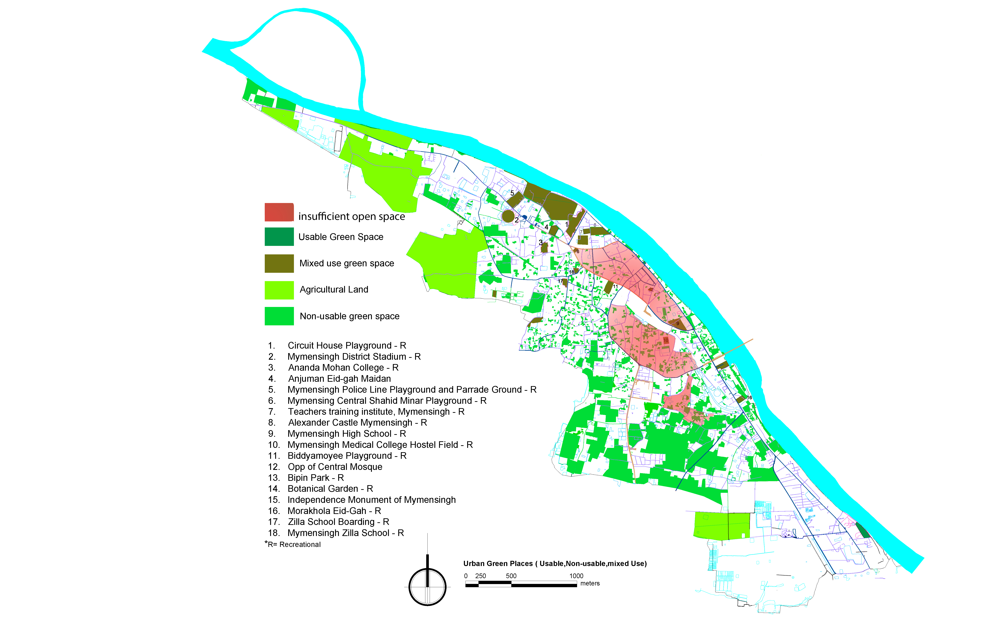 5
2
4
1
8
7
3
6
18
17
11
12
9
10
16
insufficient open space
Usable Green Space
Mixed use green space
Agricultural Land
Non-usable green space
1. Circuit House Playground - R
2. Mymensingh District Stadium - R
3. Ananda Mohan College - R
4. Anjuman Eid-gah Maidan
5. Mymensingh Police Line Playground and Parrade Ground - R
6. Mymensing Central Shahid Minar Playground - R
7. Teachers training institute, Mymensingh - R
8. Alexander Castle Mymensingh - R
9. Mymensingh High School - R
10. Mymensingh Medical College Hostel Field - R
11. Biddyamoyee Playground - R
12. Opp of Central Mosque
13. Bipin Park - R
14. Botanical Garden - R
15. Independence Monument of Mymensingh
16. Morakhola Eid-Gah - R
17. Zilla School Boarding - R
18. Mymensingh Zilla School - R
*R= Recreational
Urban Green Places ( Usable,Non-usable,mixed Use)
0 250 500 1000
meters